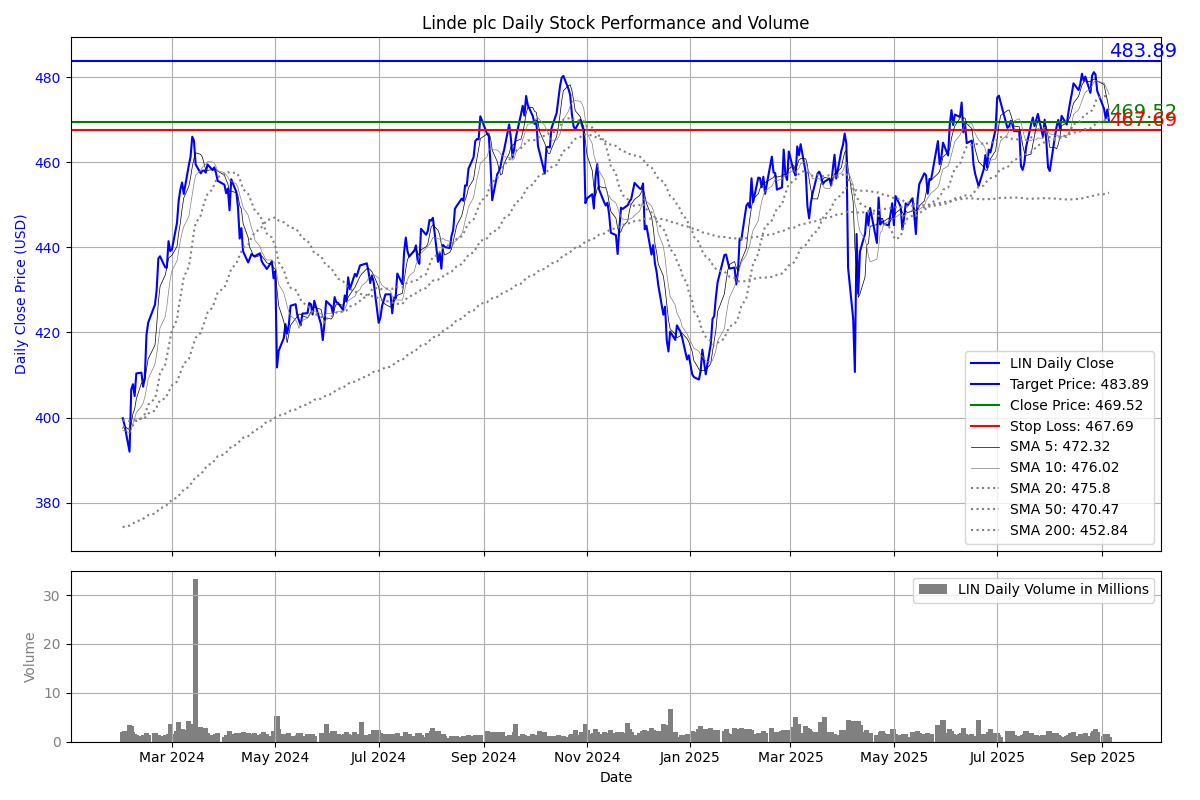 Linde plc Daily Stock Performance and Volume
Daily Close Price (USD)
480
460
440
420
400
380
483.89
469.52
467.69
LIN Daily Close
Target Price: 483.89
Close Price: 469.52
Stop Loss: 467.69
SMA 5: 472.32
SMA 10: 476.02
SMA 20: 475.8
SMA 50: 470.47
SMA 200: 452.84
Volume
30
20
10
0
LIN Daily Volume in Millions
Mar 2024
May 2024
Jul 2024
Sep 2024
Nov 2024
Jan 2025
Mar 2025
May 2025
Jul 2025
Sep 2025
Date